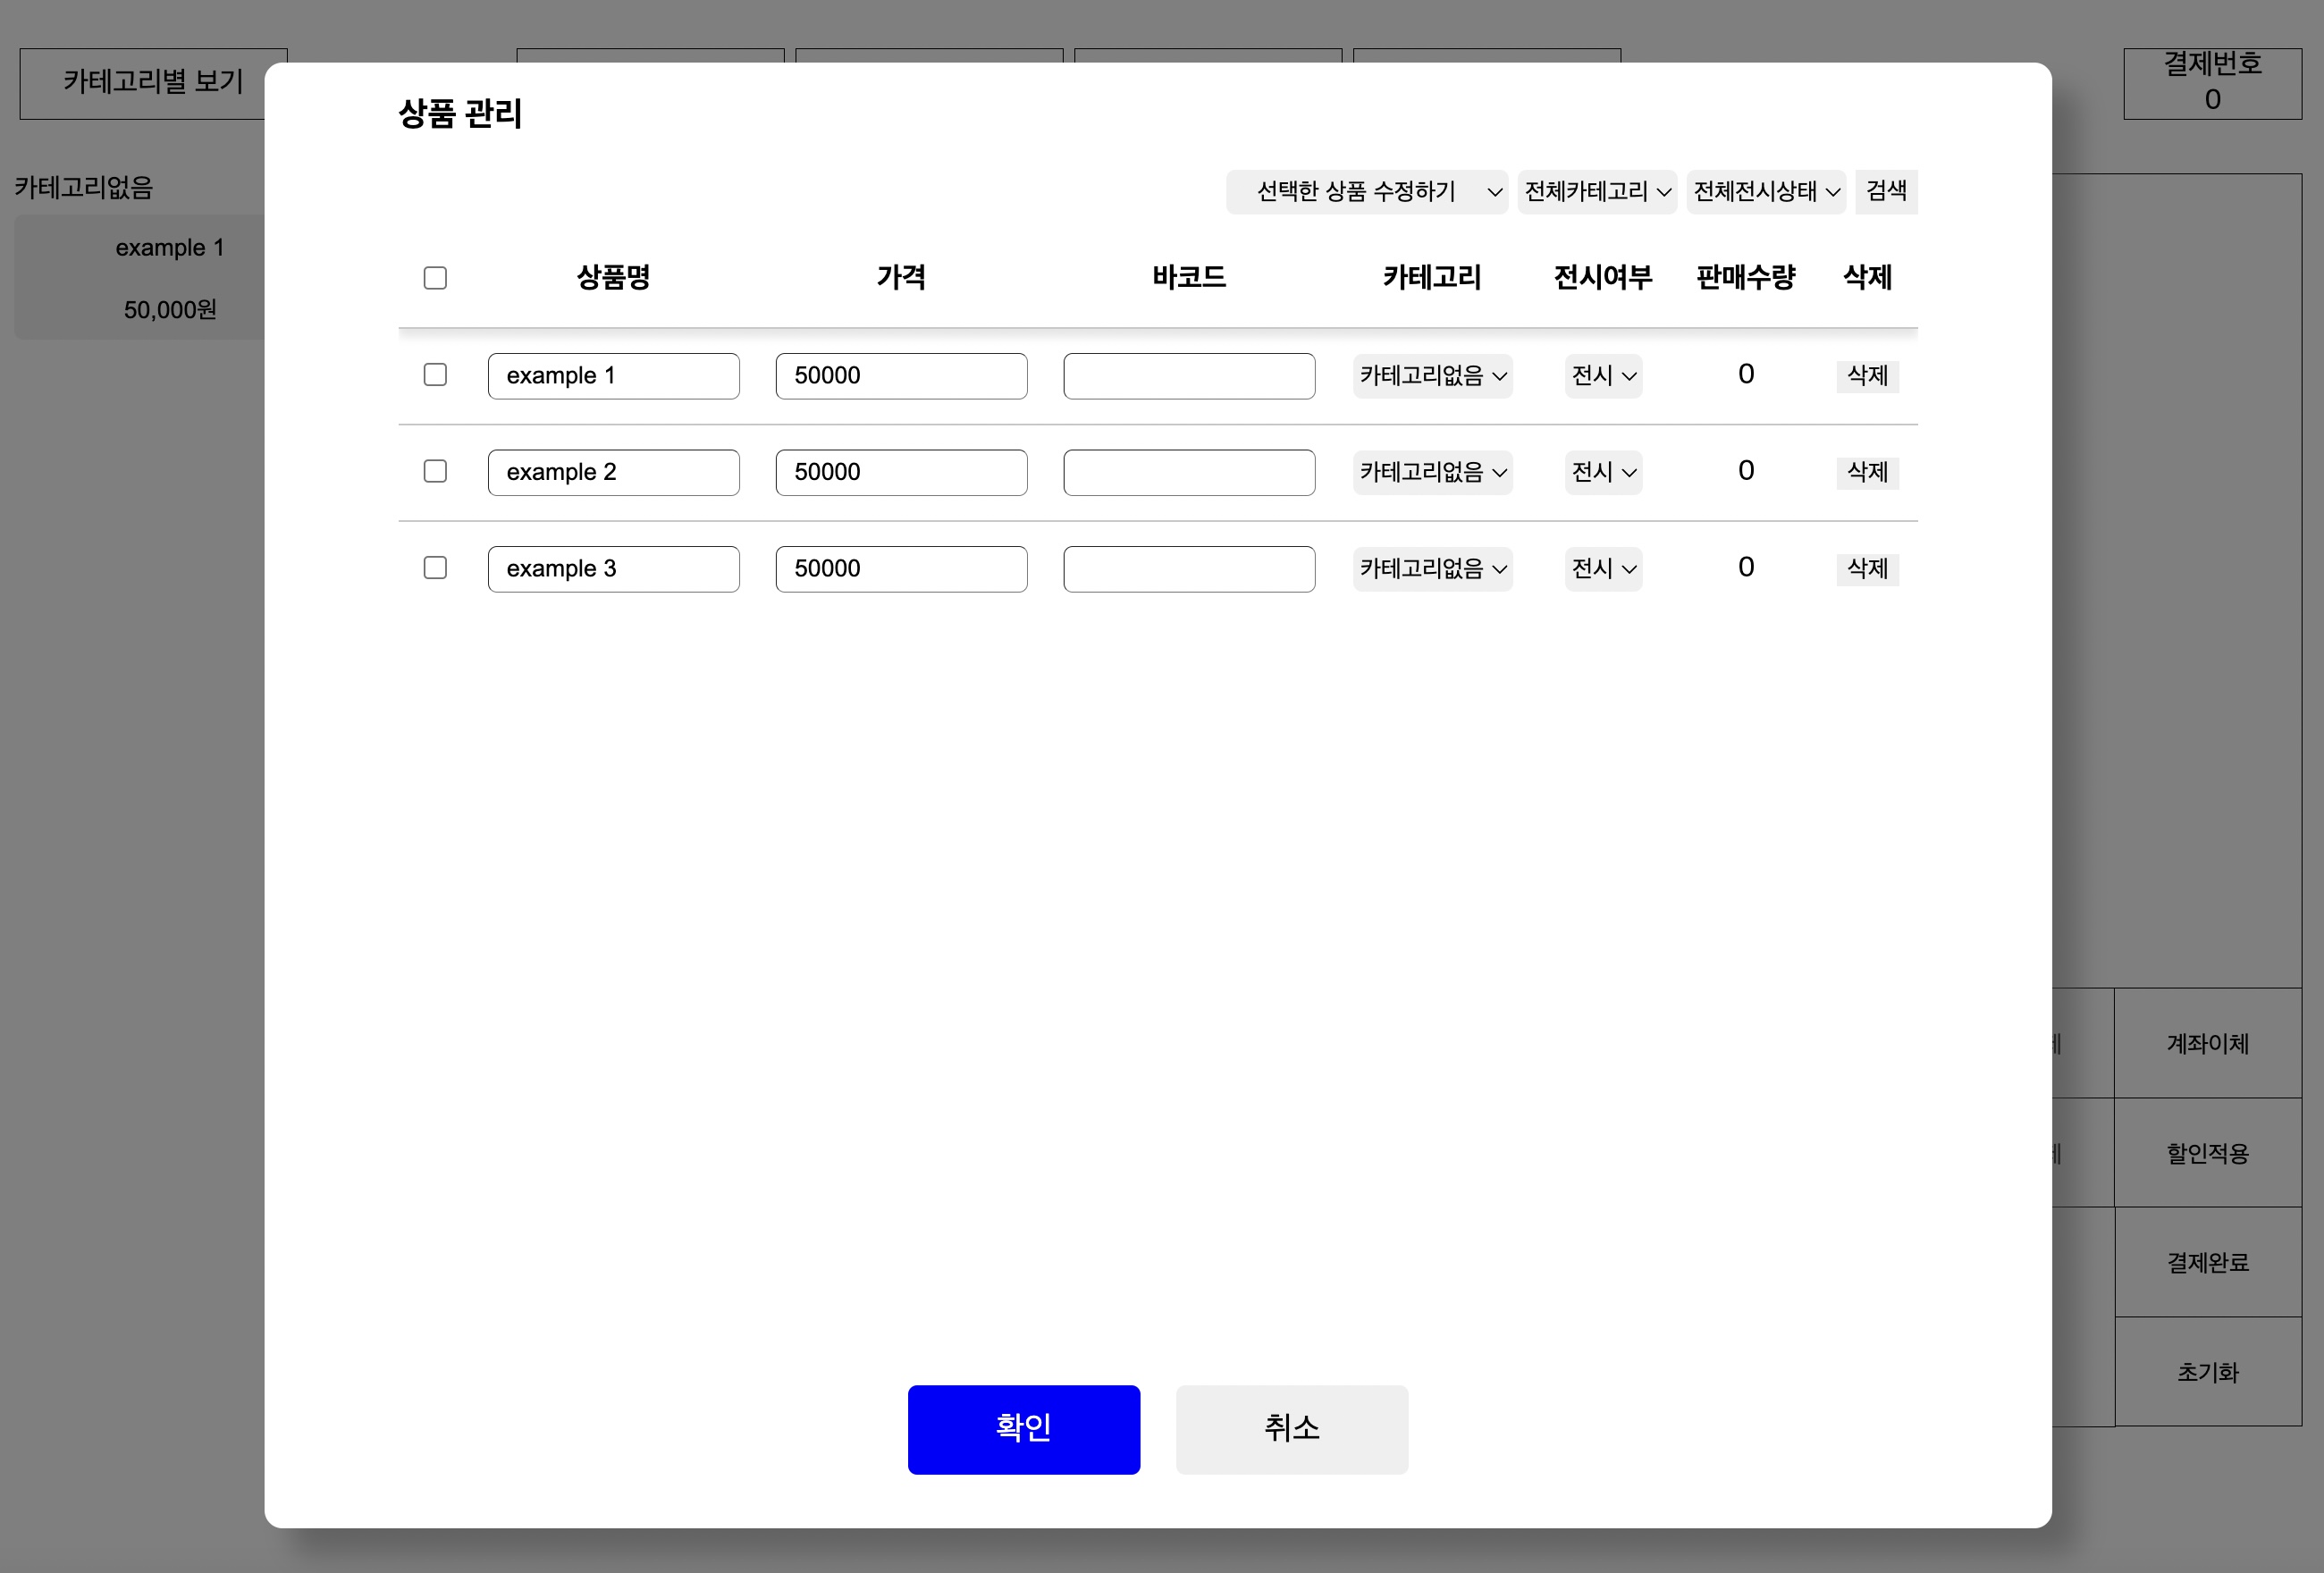 카테고리별 보기
결제번호
0
카테고리없음
example 1
50,000원
상품 관리
선택한 상품 수정하기 전체카테고리 전체전시상태 검색
상품명 가격 바코드 카테고리 전시여부 판매수량 삭제
example 1 50000 카테고리없음 전시 0 삭제
example 2 50000 카테고리없음 전시 0 삭제
example 3 50000 카테고리없음 전시 0 삭제
계좌이체
할인적용
결제완료
초기화
확인 취소